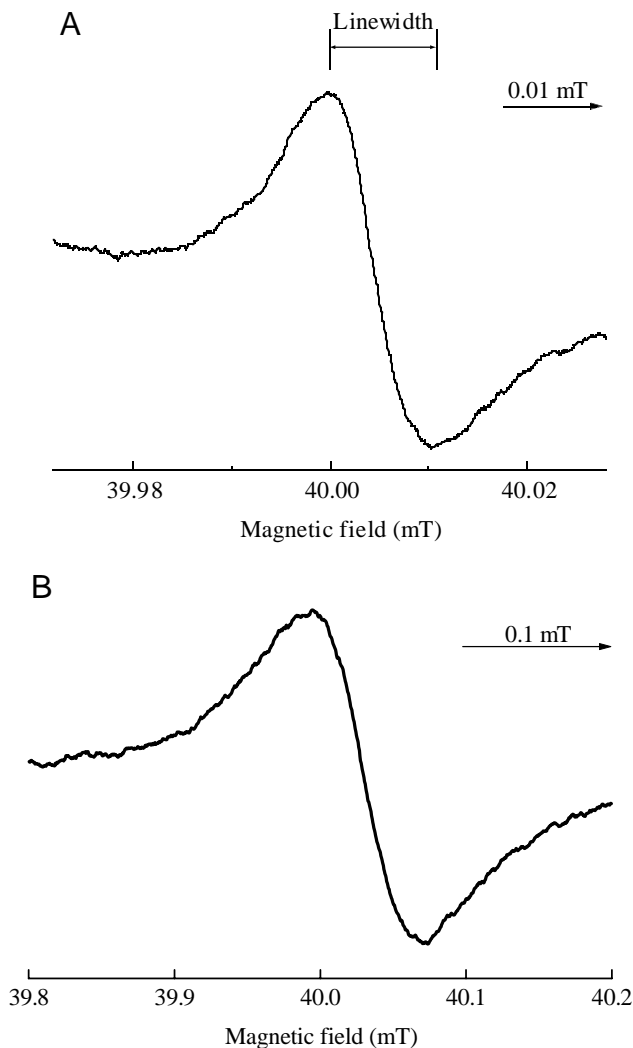 A
Linewidth
0.01 mT
39.98 40.00 40.02
Magnetic field (mT)
B
0.1 mT
39.8 39.9 40.0 40.1 40.2
Magnetic field (mT)